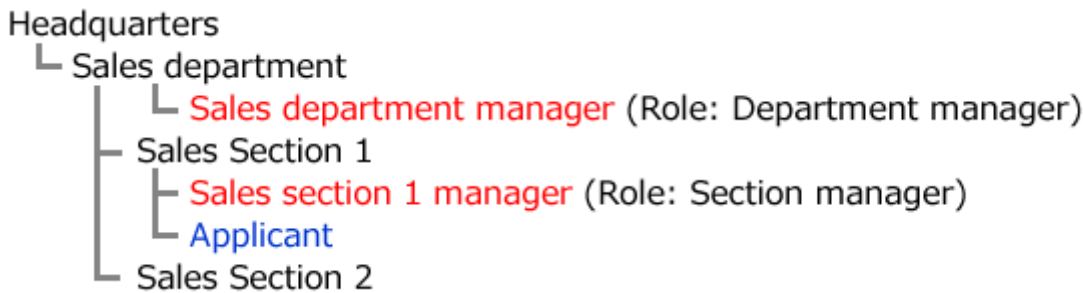 Headquarters
Sales department
Sales department manager (Role: Department manager)
Sales Section 1
Sales section 1 manager (Role: Section manager)
Applicant
Sales Section 2